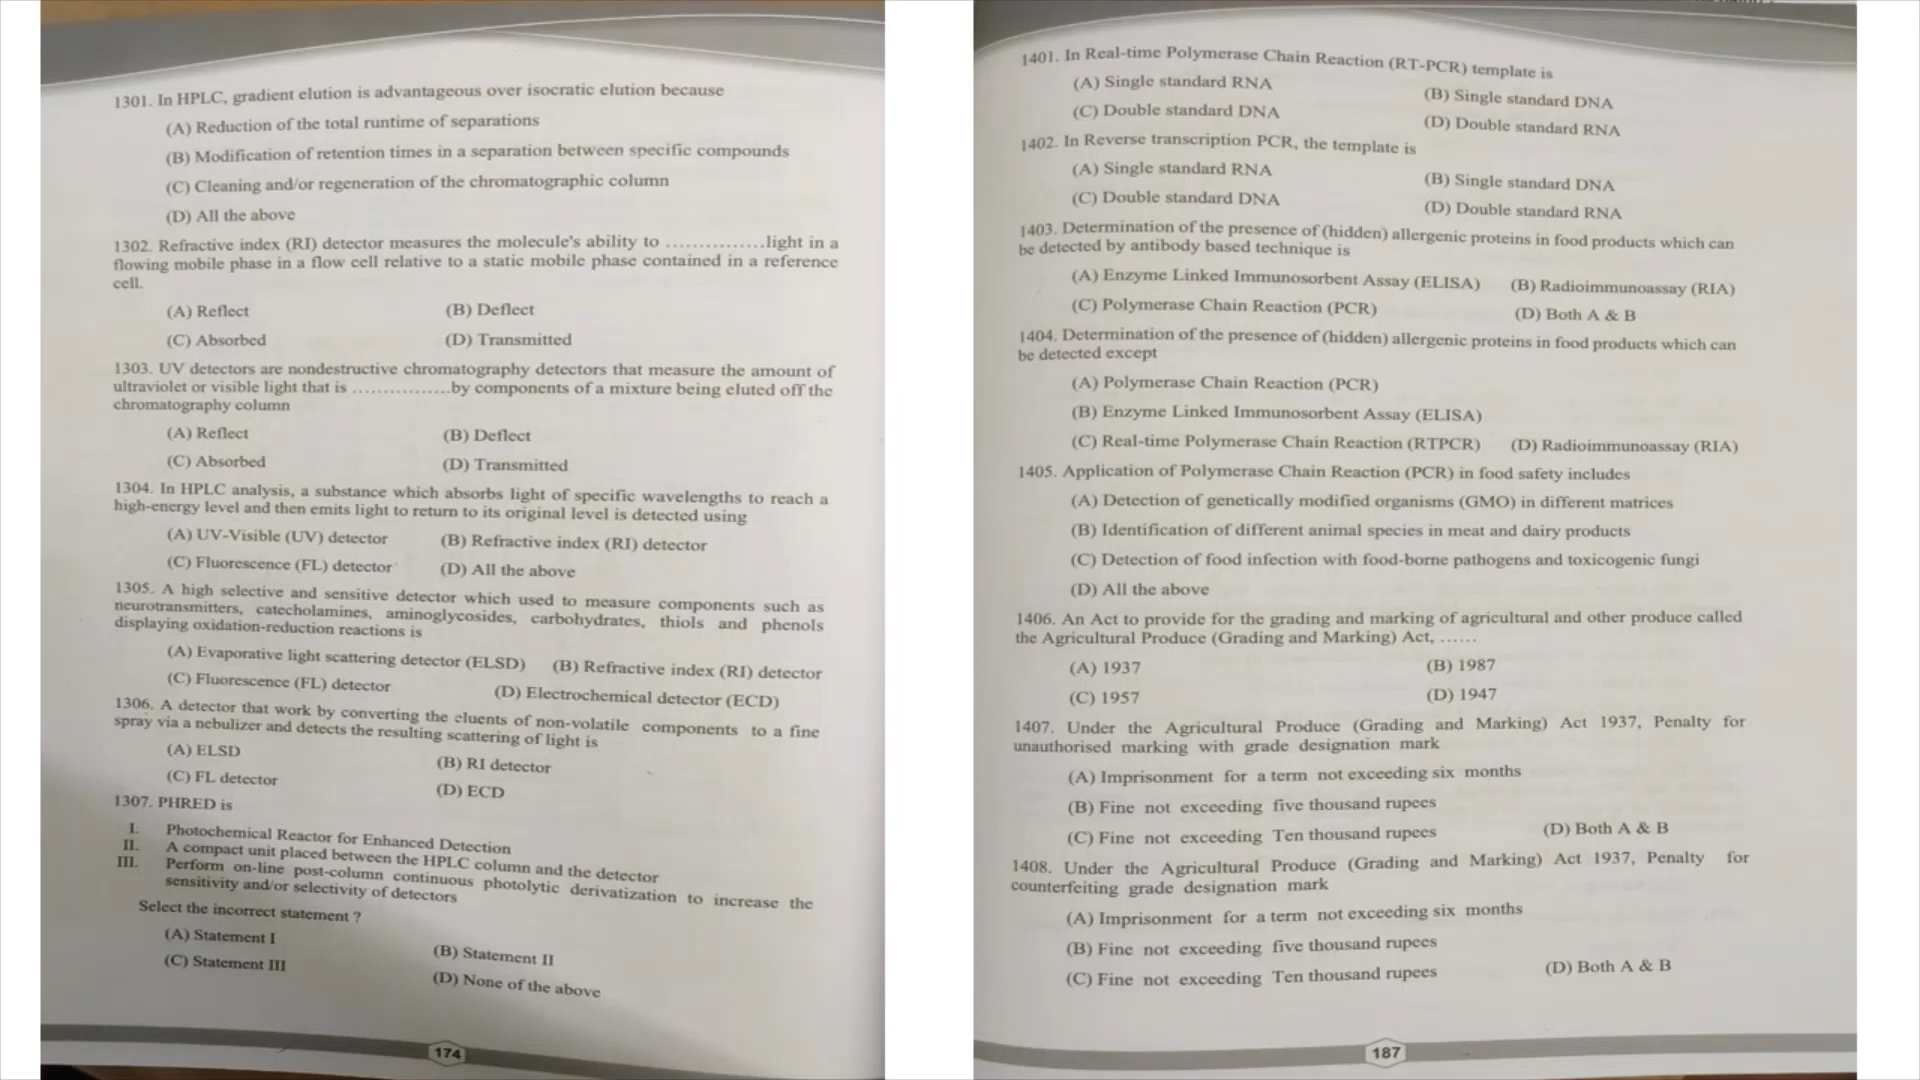 1301. In HPLC, gradient elution is advantageous over isocratic elution because
(A) Reduction of the total runtime of separations
(B) Modification of retention times in a separation between specific compounds
(C) Cleaning and/or regeneration of the chromatographic column
(D) All the above
1302. Refractive index (RI) detector measures the molecule's ability to ...............light in a
flowing mobile phase in a flow cell relative to a static mobile phase contained in a reference
cell.
(A) Reflect (B) Deflect
(C) Absorbed (D) Transmitted
1303. UV detectors are nondestructive chromatography detectors that measure the amount of
ultraviolet or visible light that is ...............by components of a mixture being eluted off the
chromatography column
(A) Reflect (B) Deflect
(C) Absorbed (D) Transmitted
1304. In HPLC analysis, a substance which absorbs light of specific wavelengths to reach a
high-energy level and then emits light to return to its original level is detected using
(A) UV-Visible (UV) detector (B) Refractive index (RI) detector
(C) Fluorescence (FL) detector (D) All the above
1305. A high selective and sensitive detector which used to measure components such as
neurotransmitters, catecholamines, aminoglycosides, carbohydrates, thiols and phenols
displaying oxidation-reduction reactions is
(A) Evaporative light scattering detector (ELSD) (B) Refractive index (RI) detector
(C) Fluorescence (FL) detector (D) Electrochemical detector (ECD)
1306. A detector that work by converting the eluents of non-volatile components to a fine
spray via a nebulizer and detects the resulting scattering of light is
(A) ELSD (B) RI detector
(C) FL detector (D) ECD
1307. PHRED is
I. Photochemical Reactor for Enhanced Detection
II. A compact unit placed between the HPLC column and the detector
III. Perform on-line post-column continuous photolytic derivatization to increase the
sensitivity and/or selectivity of detectors
Select the incorrect statement ?
(A) Statement I (B) Statement II
(C) Statement III (D) None of the above
174
1401. In Real-time Polymerase Chain Reaction (RT-PCR) template is
(A) Single standard RNA (B) Single standard DNA
(C) Double standard DNA (D) Double standard RNA
1402. In Reverse transcription PCR, the template is
(A) Single standard RNA (B) Single standard DNA
(C) Double standard DNA (D) Double standard RNA
1403. Determination of the presence of (hidden) allergenic proteins in food products which can
be detected by antibody based technique is
(A) Enzyme Linked Immunosorbent Assay (ELISA) (B) Radioimmunoassay (RIA)
(C) Polymerase Chain Reaction (PCR) (D) Both A & B
1404. Determination of the presence of (hidden) allergenic proteins in food products which can
be detected except
(A) Polymerase Chain Reaction (PCR)
(B) Enzyme Linked Immunosorbent Assay (ELISA)
(C) Real-time Polymerase Chain Reaction (RTPCR) (D) Radioimmunoassay (RIA)
1405. Application of Polymerase Chain Reaction (PCR) in food safety includes
(A) Detection of genetically modified organisms (GMO) in different matrices
(B) Identification of different animal species in meat and dairy products
(C) Detection of food infection with food-borne pathogens and toxicogenic fungi
(D) All the above
1406. An Act to provide for the grading and marking of agricultural and other produce called
the Agricultural Produce (Grading and Marking) Act, ......
(A) 1937 (B) 1987
(C) 1957 (D) 1947
1407. Under the Agricultural Produce (Grading and Marking) Act 1937, Penalty for
unauthorised marking with grade designation mark
(A) Imprisonment for a term not exceeding six months
(B) Fine not exceeding five thousand rupees
(C) Fine not exceeding Ten thousand rupees (D) Both A & B
1408. Under the Agricultural Produce (Grading and Marking) Act 1937, Penalty for
counterfeiting grade designation mark
(A) Imprisonment for a term not exceeding six months
(B) Fine not exceeding five thousand rupees
(C) Fine not exceeding Ten thousand rupees (D) Both A & B
187